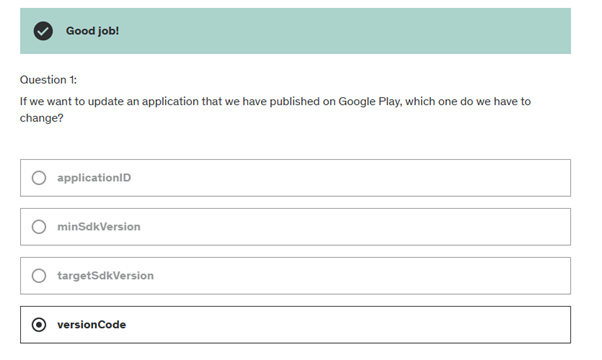 Good job!
Question 1:
If we want to update an application that we have published on Google Play, which one do we have to
change?
applicationID
minSdkVersion
targetSdkVersion
versionCode